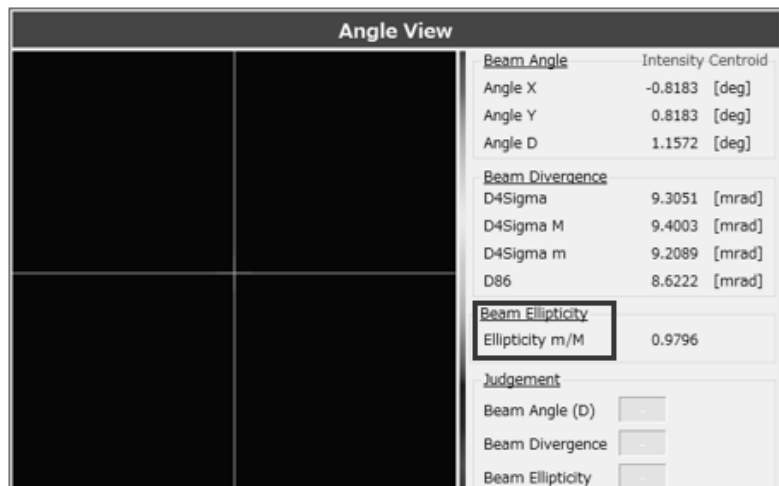 Angle View
Beam Angle Intensity Centroid
Angle X -0.8183 [deg]
Angle Y 0.8183 [deg]
Angle D 1.1572 [deg]
Beam Divergence
D4Sigma 9.3051 [mrad]
D4Sigma M 9.4003 [mrad]
D4Sigma m 9.2089 [mrad]
D86 8.6222 [mrad]
Beam Ellipticity
Ellipticity m/M 0.9796
Judgement
Beam Angle (D) -
Beam Divergence -
Beam Ellipticity -